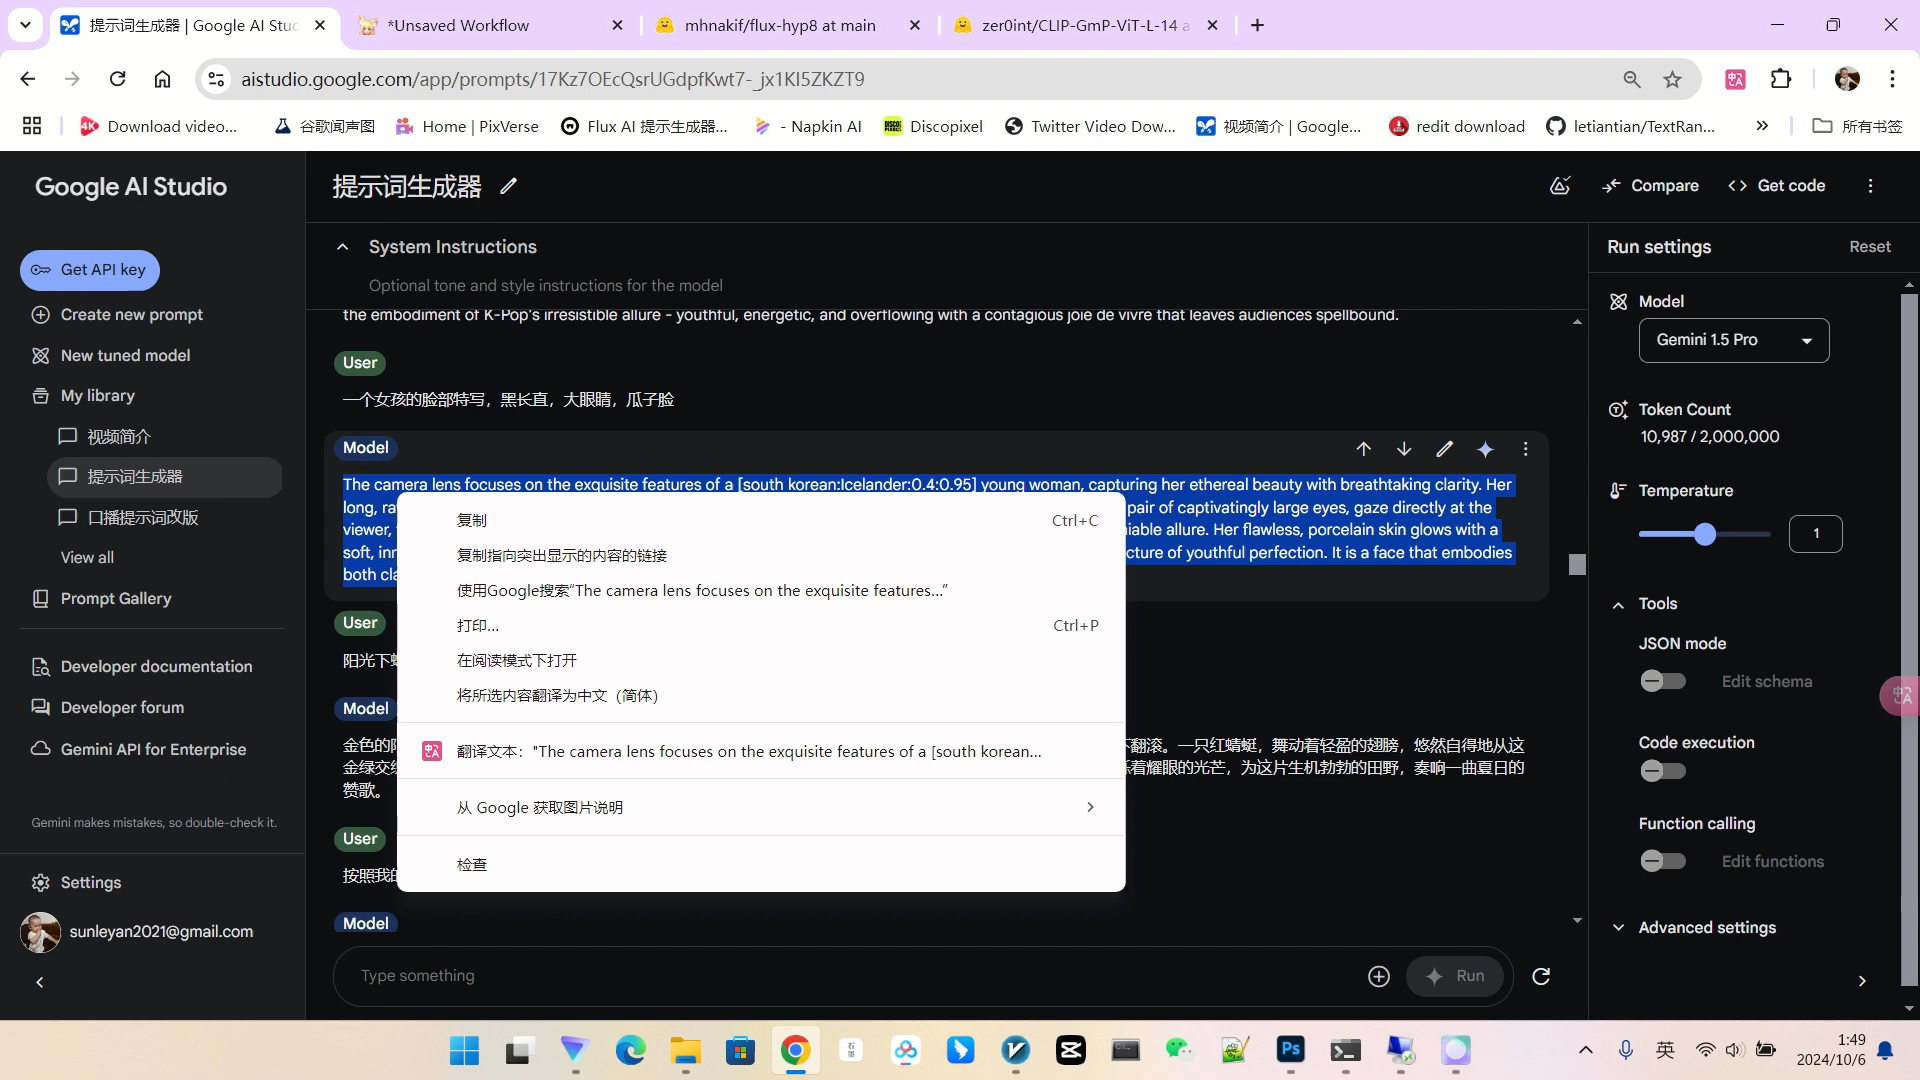 提示词生成器 | Google AI Stu
*Unsaved Workflow
mhnakif/flux-hyp8 at main
zer0int/CLIP-GmP-ViT-L-14 a
aistudio.google.com/app/prompts/17Kz7OEcQsrUGdpfKwt7-_jx1KI5ZKZT9
Download video...
谷歌闻声图
Home | PixVerse
Flux AI 提示生成器...
- Napkin AI
Discopixel
Twitter Video Dow...
视频简介 | Google...
redit download
letiantian/TextRan...
所有书签
Google AI Studio
提示词生成器
Compare
Get code
System Instructions
Optional tone and style instructions for the model
Run settings
Reset
Get API key
Create new prompt
New tuned model
My library
视频简介
提示词生成器
口播提示词改版
View all
Prompt Gallery
Developer documentation
Developer forum
Gemini API for Enterprise
Gemini makes mistakes, so double-check it.
Settings
sunleyan2021@gmail.com
the embodiment of K-Pop's irresistible allure - youthful, energetic, and overflowing with a contagious joie de vivre that leaves audiences spellbound.
User
一个女孩的脸部特写，黑长直，大眼睛，瓜子脸
Model
The camera lens focuses on the exquisite features of a [south korean:Icelander:0.4:0.95] young woman, capturing her ethereal beauty with breathtaking clarity. Her
long, ra
pair of captivatingly large eyes, gaze directly at the
viewer,
iable allure. Her flawless, porcelain skin glows with a
soft, inn
cture of youthful perfection. It is a face that embodies
both cla
User
阳光下
Model
金色的
不翻滚。一只红蜻蜓，舞动着轻盈的翅膀，悠然自得地从这
金绿交
着耀眼的光芒，为这片生机勃勃的田野，奏响一曲夏日的
赞歌。
User
按照我的
Model
复制 Ctrl+C
复制指向突出显示的内容的链接
使用Google搜索“The camera lens focuses on the exquisite features...”
打印... Ctrl+P
在阅读模式下打开
将所选内容翻译为中文（简体）
翻译文本："The camera lens focuses on the exquisite features of a [south korean...
从 Google 获取图片说明
检查
Type something
Run
Model
Gemini 1.5 Pro
Token Count
10,987 / 2,000,000
Temperature
1
Tools
JSON mode
Edit schema
Code execution
Function calling
Edit functions
Advanced settings
英
1:49
2024/10/6